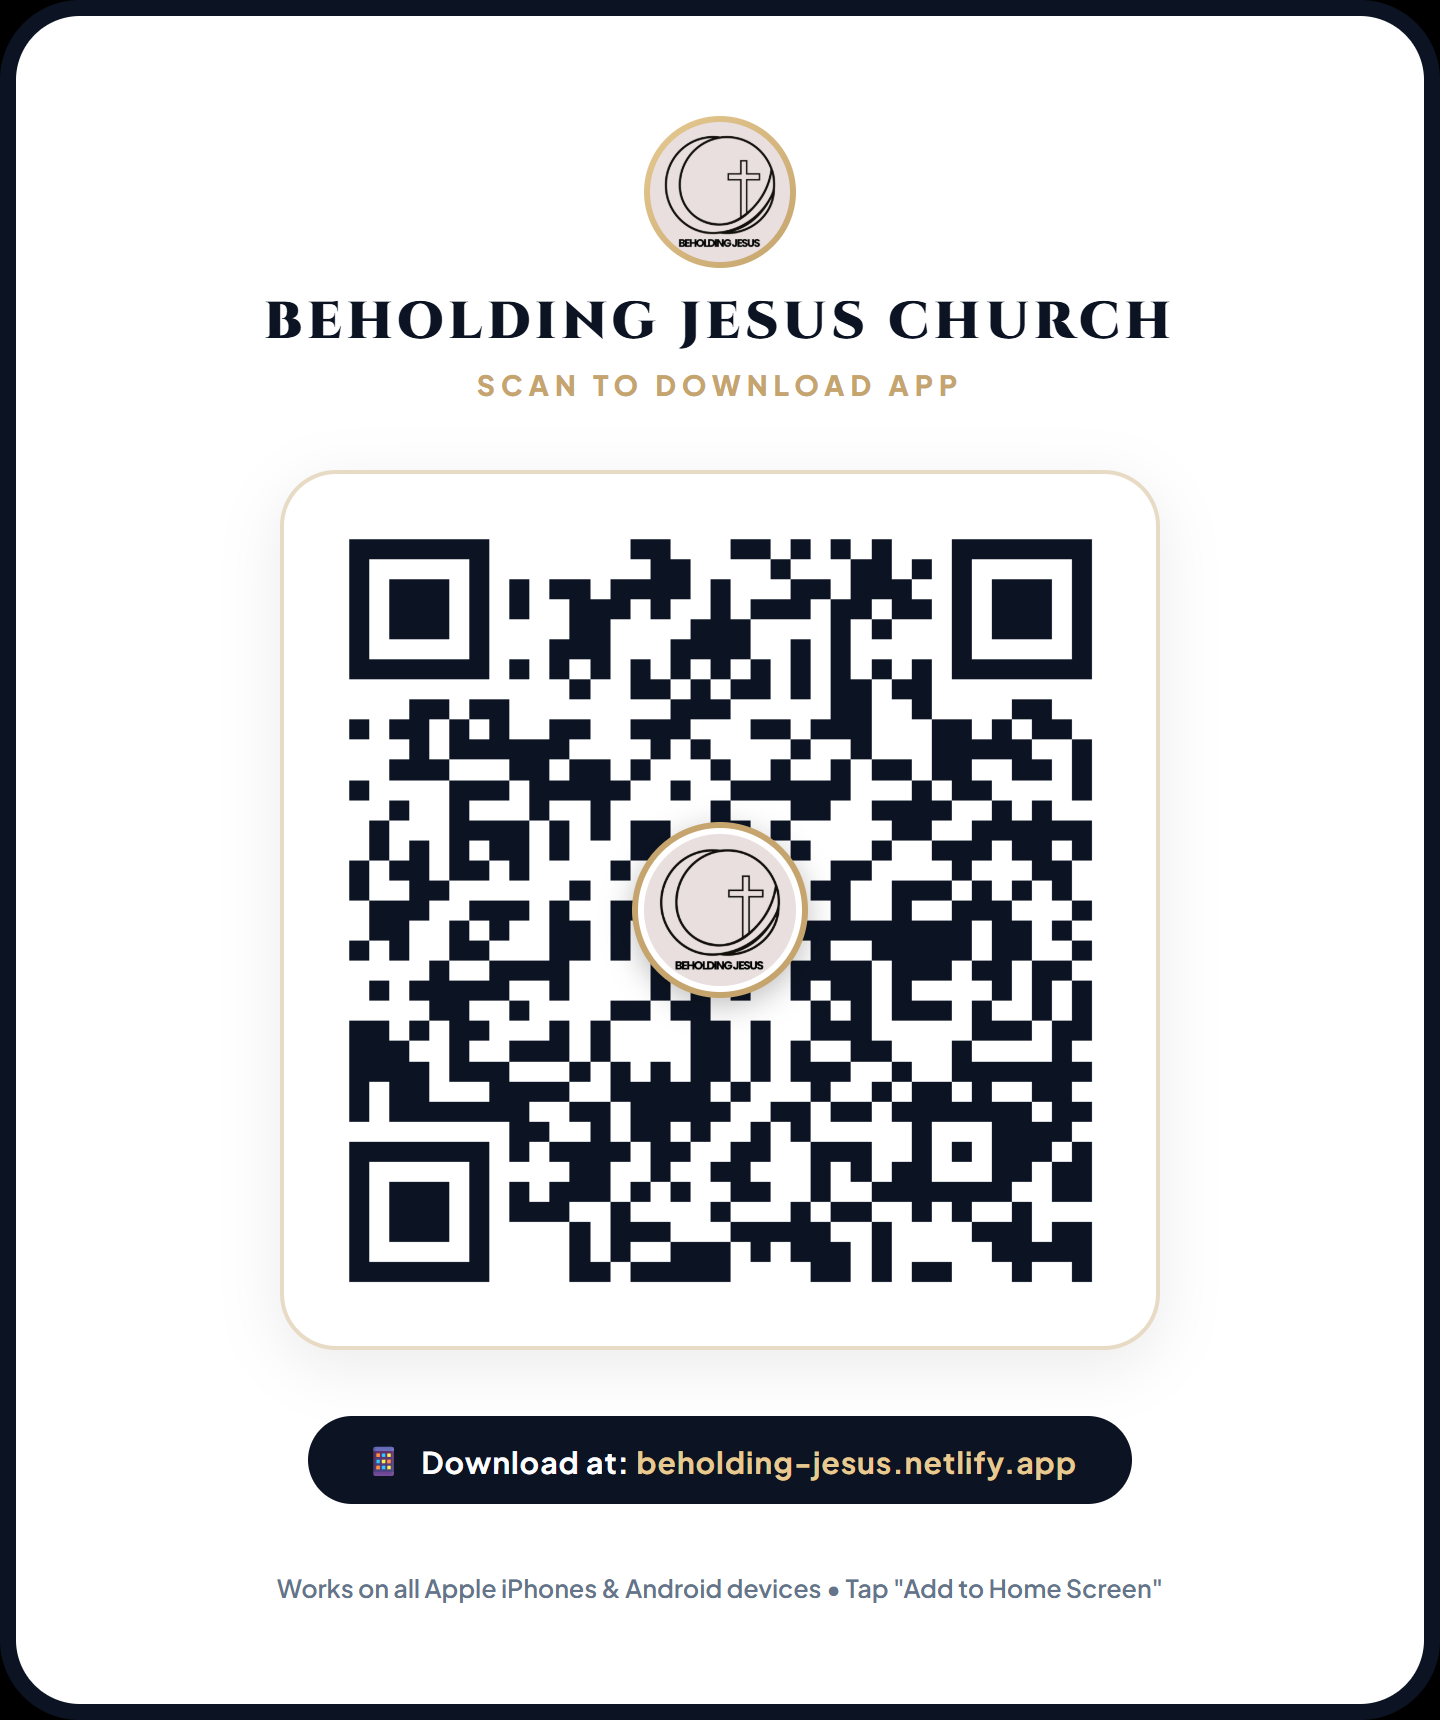 BEHOLDING JESUS
BEHOLDING JESUS CHURCH
SCAN TO DOWNLOAD APP
BEHOLDING JESUS
Download at: beholding-jesus.netlify.app
Works on all Apple iPhones & Android devices • Tap "Add to Home Screen"